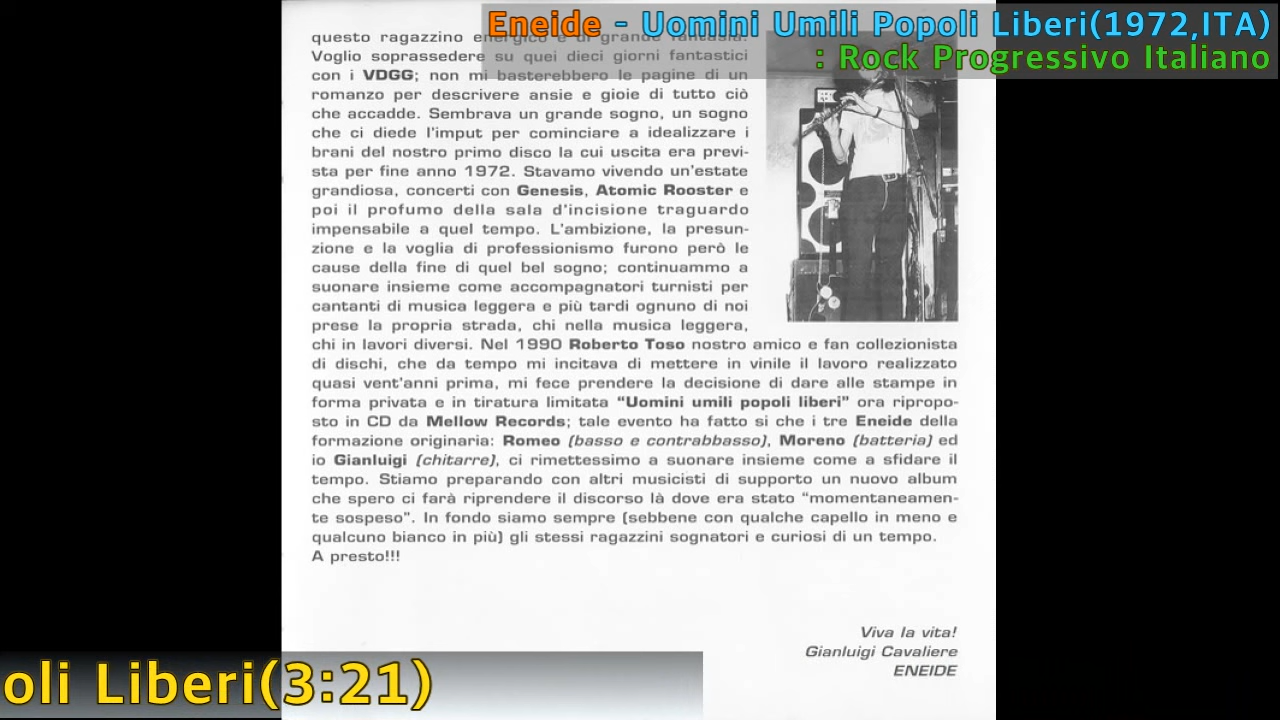 Eneide - Uomini Umili Popoli Liberi(1972,ITA)
: Rock Progressivo Italiano
questo ragazzino energico e di grande fantasia.
Voglio soprassedere su quei dieci giorni fantastici
con i VDGG; non mi basterebbero le pagine di un
romanzo per descrivere ansie e gioie di tutto ciò
che accadde. Sembrava un grande sogno, un sogno
che ci diede l'imput per cominciare a idealizzare i
brani del nostro primo disco la cui uscita era previ-
sta per fine anno 1972. Stavamo vivendo un'estate
grandiosa, concerti con Genesis, Atomic Rooster e
poi il profumo della sala d'incisione traguardo
impensabile a quel tempo. L'ambizione, la presun-
zione e la voglia di professionismo furono però le
cause della fine di quel bel sogno; continuammo a
suonare insieme come accompagnatori turnisti per
cantanti di musica leggera e più tardi ognuno di noi
prese la propria strada, chi nella musica leggera,
chi in lavori diversi. Nel 1990 Roberto Toso nostro amico e fan collezionista
di dischi, che da tempo mi incitava di mettere in vinile il lavoro realizzato
quasi vent'anni prima, mi fece prendere la decisione di dare alle stampe in
forma privata e in tiratura limitata "Uomini umili popoli liberi" ora ripropo-
sto in CD da Mellow Records; tale evento ha fatto si che i tre Eneide della
formazione originaria: Romeo (basso e contrabbasso), Moreno (batteria) ed
io Gianluigi (chitarre), ci rimettessimo a suonare insieme come a sfidare il
tempo. Stiamo preparando con altri musicisti di supporto un nuovo album
che spero ci farà riprendere il discorso là dove era stato "momentaneamen-
te sospeso". In fondo siamo sempre (sebbene con qualche capello in meno e
qualcuno bianco in più) gli stessi ragazzini sognatori e curiosi di un tempo.
A presto!!!
Viva la vita!
Gianluigi Cavaliere
ENEIDE
oli Liberi(3:21)